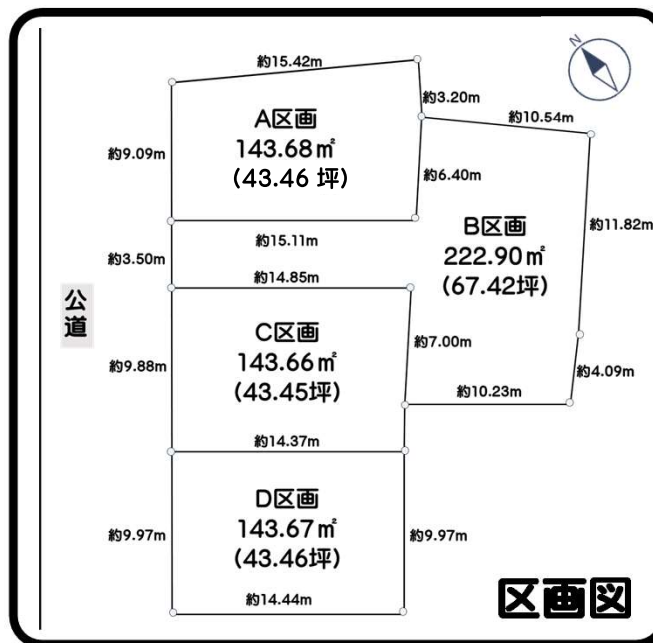 N
約15.42m
約3.20m
約10.54m
A区画
143.68㎡
(43.46 坪)
約9.09m
約6.40m
約11.82m
B区画
222.90㎡
(67.42坪)
約15.11m
約3.50m
約14.85m
公道
C区画
143.66㎡
(43.45坪)
約7.00m
約9.88m
約4.09m
約10.23m
約14.37m
D区画
143.67㎡
(43.46坪)
約9.97m
約9.97m
約14.44m
区画図